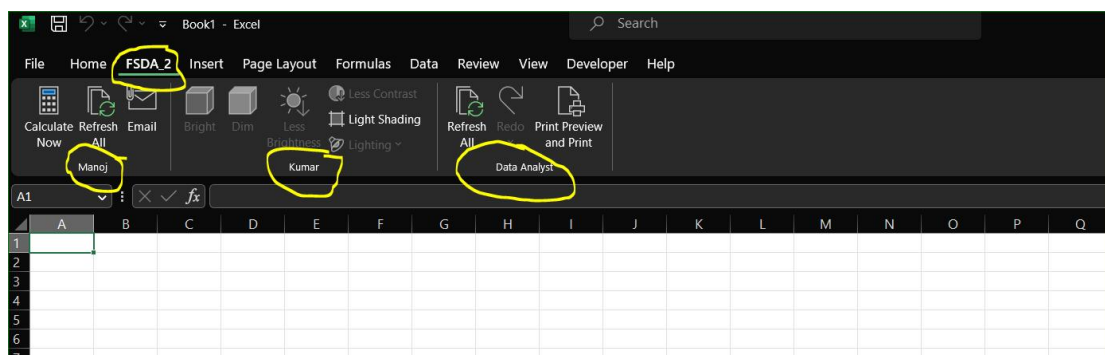 Book1 - Excel
Search
File Home FSDA_2 Insert Page Layout Formulas Data Review View Developer Help
Calculate Now
Refresh All
Email
Manoj
Bright
Dim
Less Brightness
Less Contrast
Light Shading
Lighting
Kumar
Refresh All
Redo
Print Preview and Print
Data Analyst
A1
fx
A B C D E F G H I J K L M N O P Q
1
2
3
4
5
6